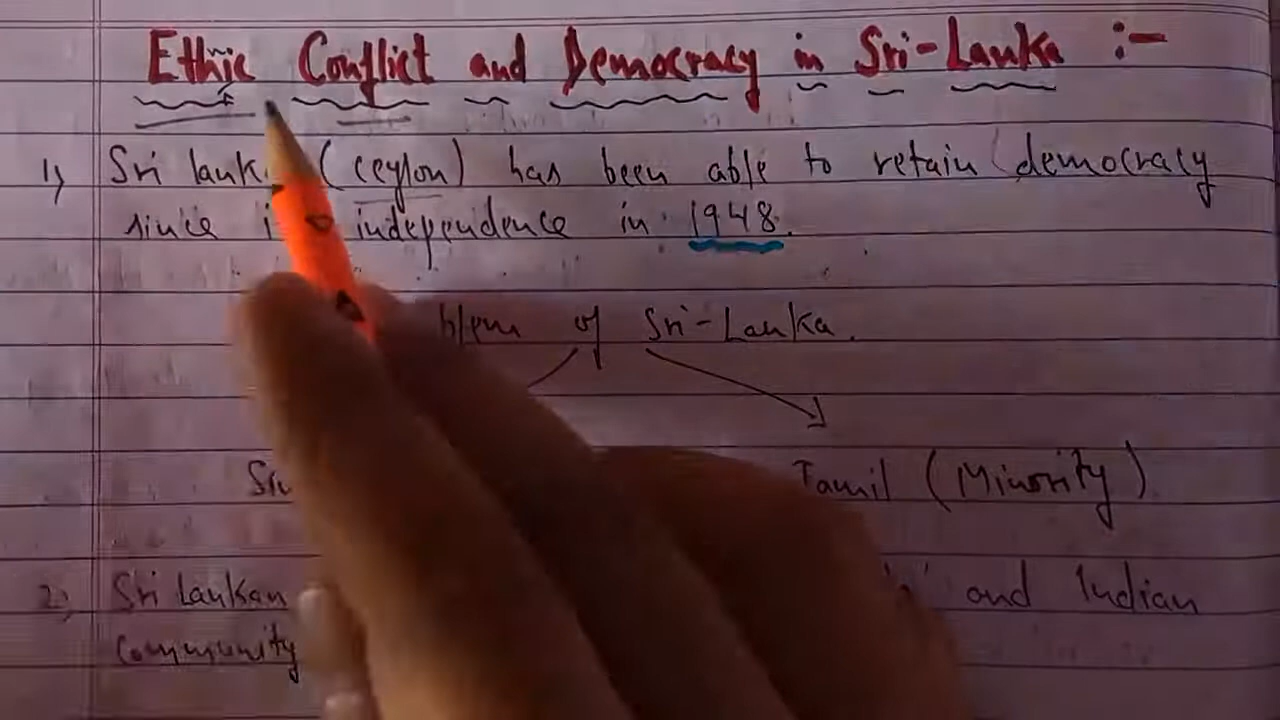 Ethic Conflict and Democracy in Sri-Lanka :-
1) Sri lank (ceylon) has been able to retain democracy
since independence in 1948.
of Sri-Lanka.
Tamil (Minority)
2) Sri Lankan and Indian
community